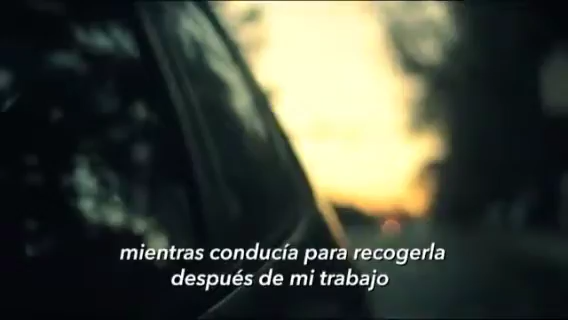 mientras conducía para recogerla
después de mi trabajo